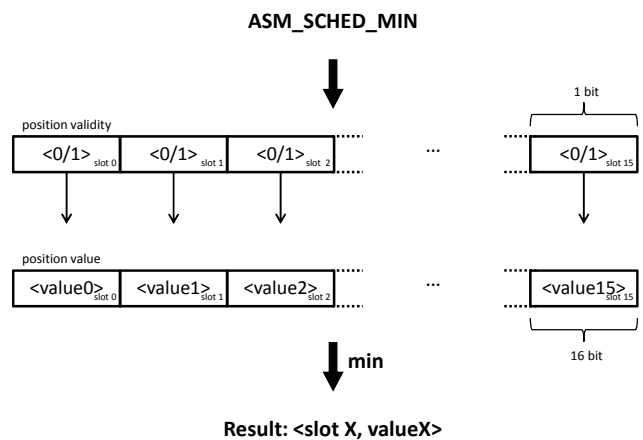 ASM_SCHED_MIN
1 bit
position validity
<0/1> slot 0 <0/1> slot 1 <0/1> slot 2 ... <0/1> slot 15
position value
<value0> slot 0 <value1> slot 1 <value2> slot 2 ... <value15> slot 15
min
16 bit
Result: <slot X, valueX>